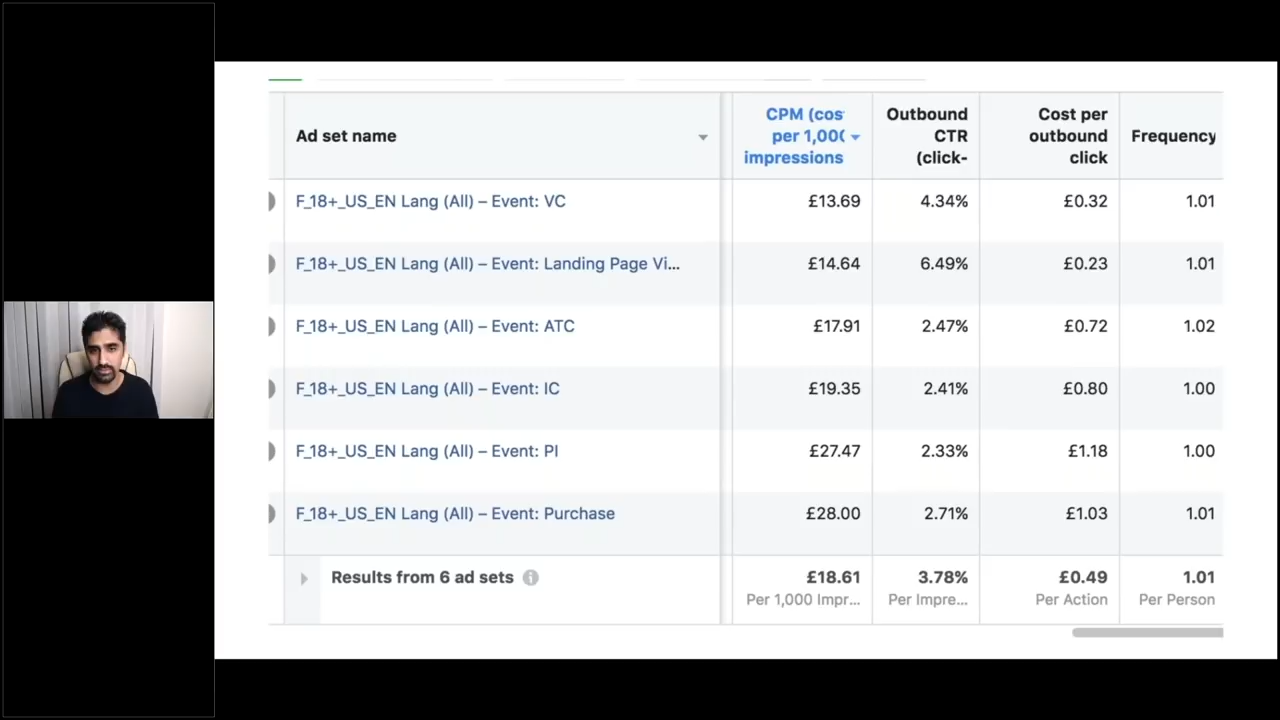 Ad set name
CPM (cos
per 1,00(
impressions
Outbound
CTR
(click-
Cost per
outbound
click
Frequency
F_18+_US_EN Lang (All) – Event: VC £13.69 4.34% £0.32 1.01
F_18+_US_EN Lang (All) – Event: Landing Page Vi... £14.64 6.49% £0.23 1.01
F_18+_US_EN Lang (All) – Event: ATC £17.91 2.47% £0.72 1.02
F_18+_US_EN Lang (All) – Event: IC £19.35 2.41% £0.80 1.00
F_18+_US_EN Lang (All) – Event: PI £27.47 2.33% £1.18 1.00
F_18+_US_EN Lang (All) – Event: Purchase £28.00 2.71% £1.03 1.01
Results from 6 ad sets £18.61 3.78% £0.49 1.01
Per 1,000 Impr... Per Impre... Per Action Per Person